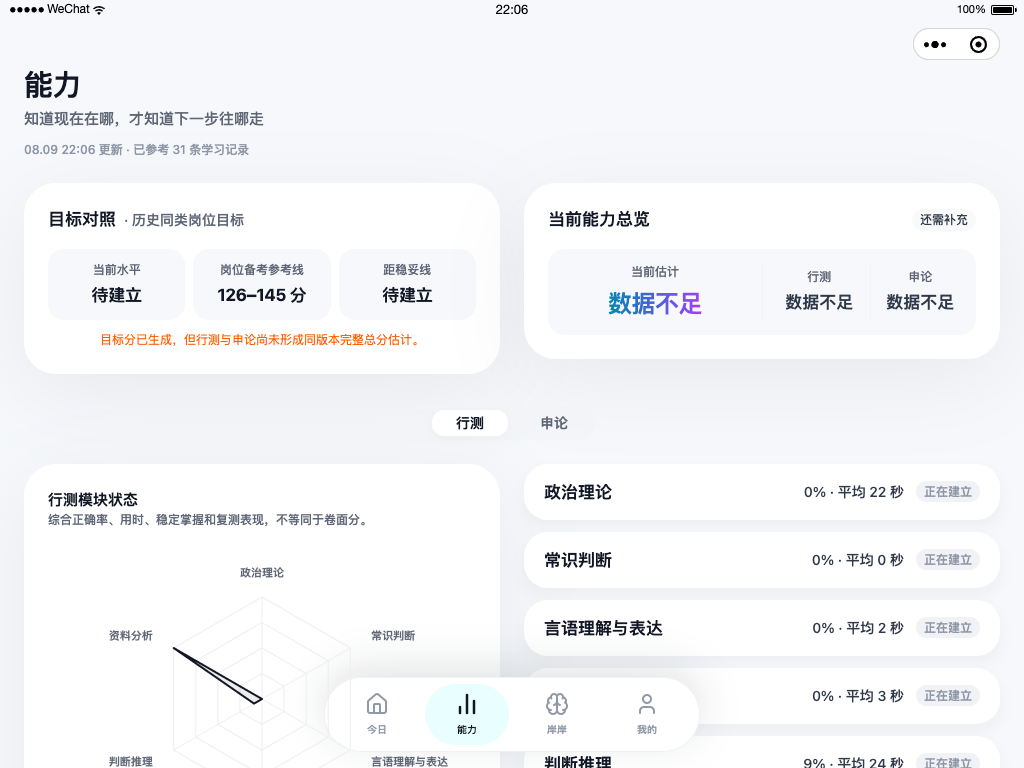 ●●●●● WeChat 22:06 100%
能力
知道现在在哪，才知道下一步往哪走
08.09 22:06 更新 · 已参考 31 条学习记录
目标对照 · 历史同类岗位目标
当前水平
待建立
岗位备考参考线
126–145 分
距稳妥线
待建立
目标分已生成，但行测与申论尚未形成同版本完整总分估计。
当前能力总览
还需补充
当前估计
数据不足
行测
数据不足
申论
数据不足
行测
申论
行测模块状态
综合正确率、用时、稳定掌握和复测表现，不等同于卷面分。
政治理论
资料分析
常识判断
判断推理
言语理解与表达
政治理论 0% · 平均 22 秒 正在建立
常识判断 0% · 平均 0 秒 正在建立
言语理解与表达 0% · 平均 2 秒 正在建立
0% · 平均 3 秒 正在建立
判断推理 9% · 平均 24 秒 正在建立
今日
能力
岸岸
我的